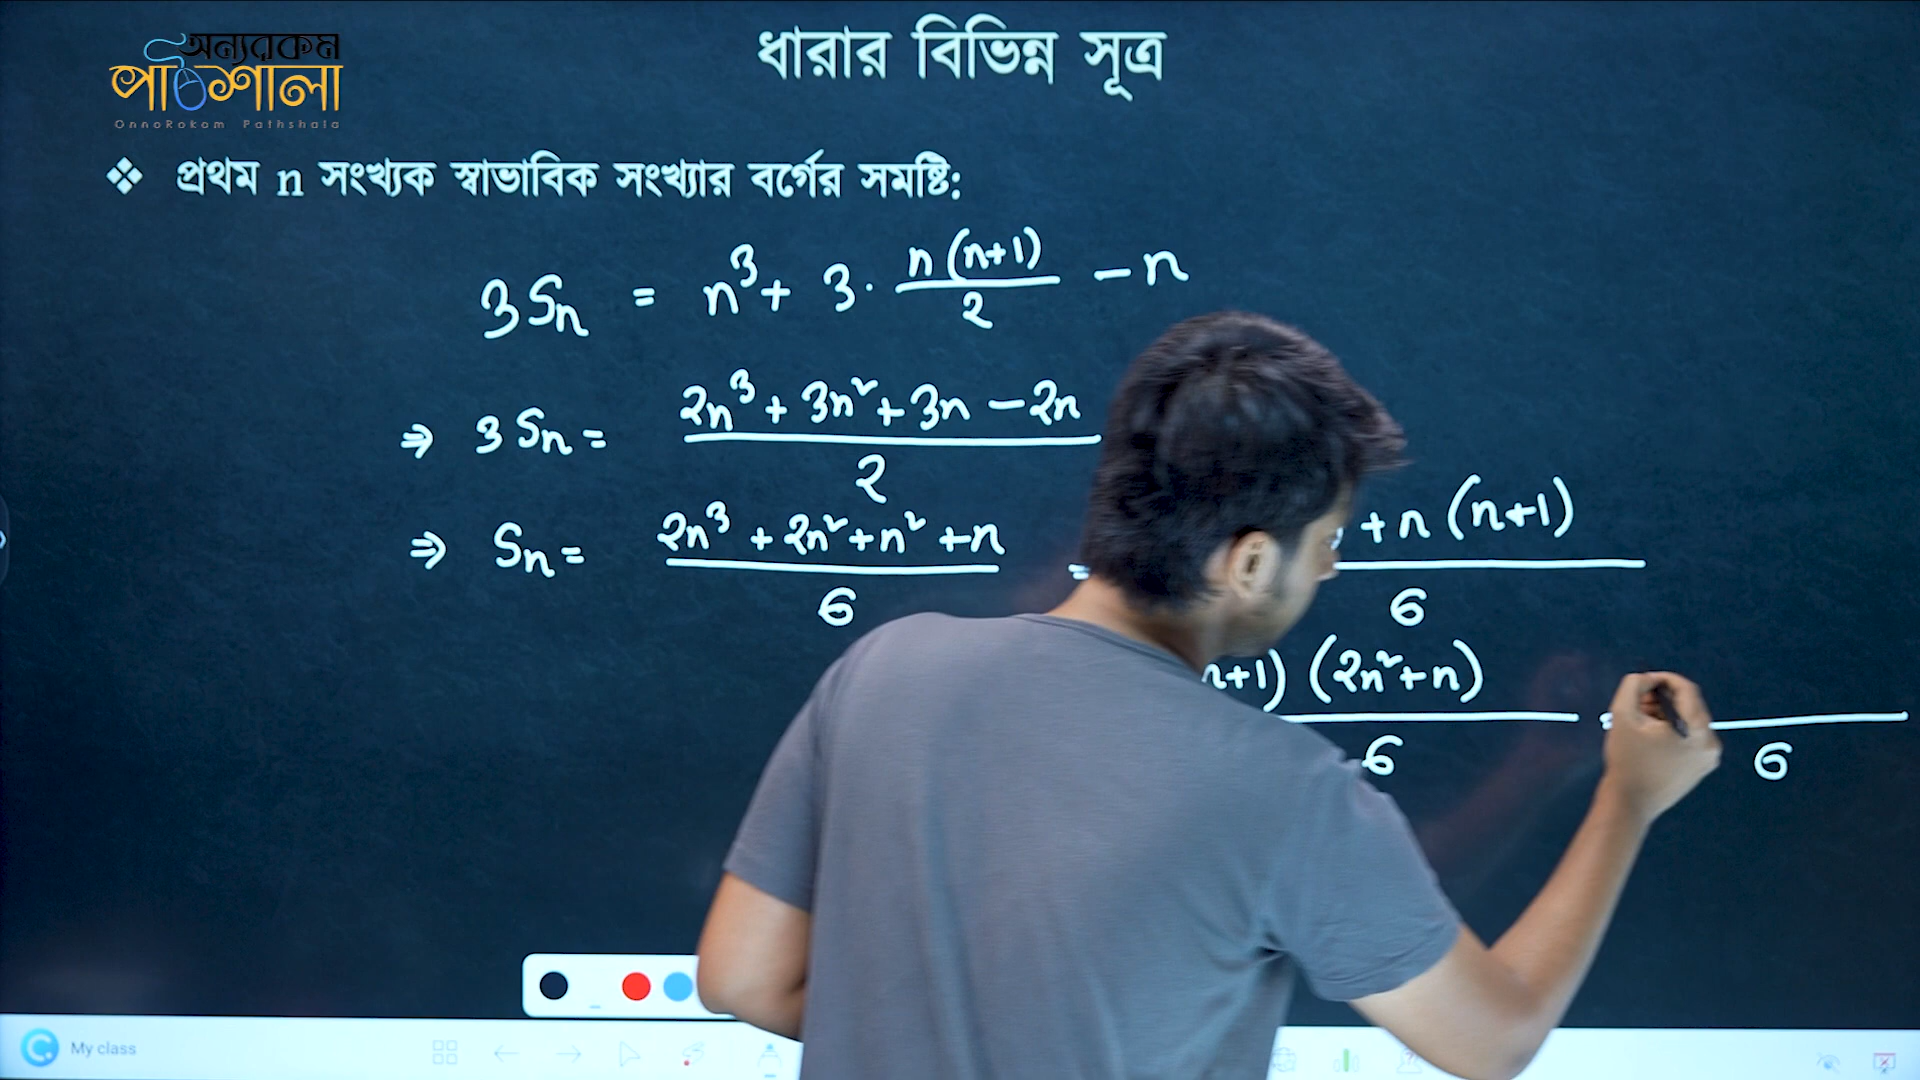 অন্যরকম
পাঠশালা
OnnoRokom Pathshala
ধারার বিভিন্ন সূত্র
❖ প্রথম n সংখ্যক স্বাভাবিক সংখ্যার বর্গের সমষ্টি:
3Sn = n³ + 3 · n(n+1)/2 − n
⇒ 3Sn = (2n³ + 3n² + 3n − 2n)/2
⇒ Sn = (2n³ + 2n² + n² + n)/6 = + n(n+1) / 6
n+1) (2n²+n) / 6 = / 6
My class